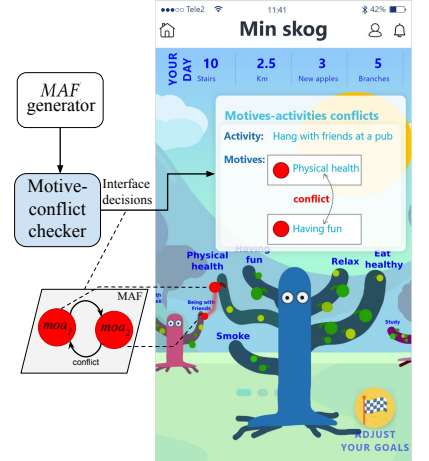 MAF
generator
Motive-
conflict
checker
Interface
decisions
MAF
moa1
moa2
conflict
●●●○○ Tele2
11:41
42%
Min skog
YOUR
DAY
10
Stairs
2.5
Km
3
New apples
5
Branches
Motives-activities conflicts
Activity: Hang with friends at a pub
Motives:
Physical health
conflict
Having fun
Physical
health
Having
fun
Relax
Eat
healthy
Being with
Friends
Smoke
Study
ADJUST
YOUR GOALS